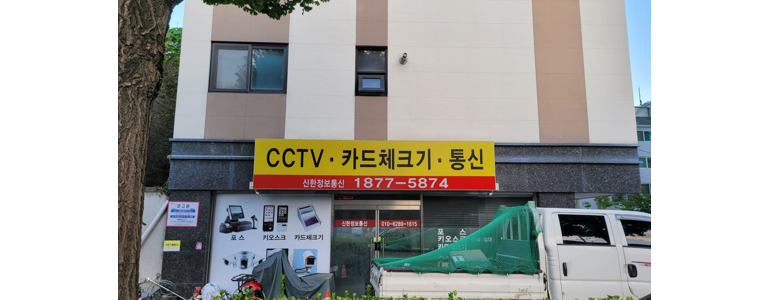 CCTV · 카드체크기 · 통신
신한정보통신 1877-5874
신한정보통신 010-6289-1615
포스 키오스크 카드체크기
포스
키오스크